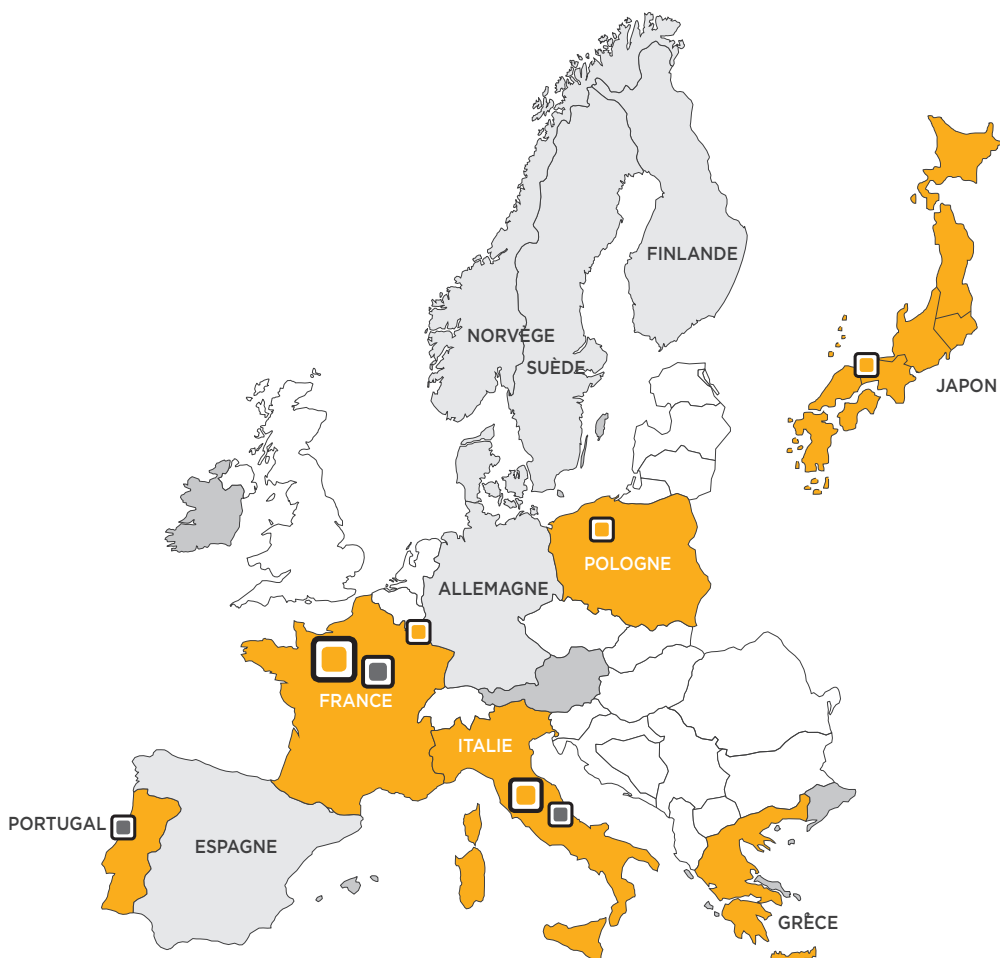 FINLANDE
NORVÈGE
SUÈDE
JAPON
POLOGNE
ALLEMAGNE
FRANCE
ITALIE
PORTUGAL
ESPAGNE
GRÈCE